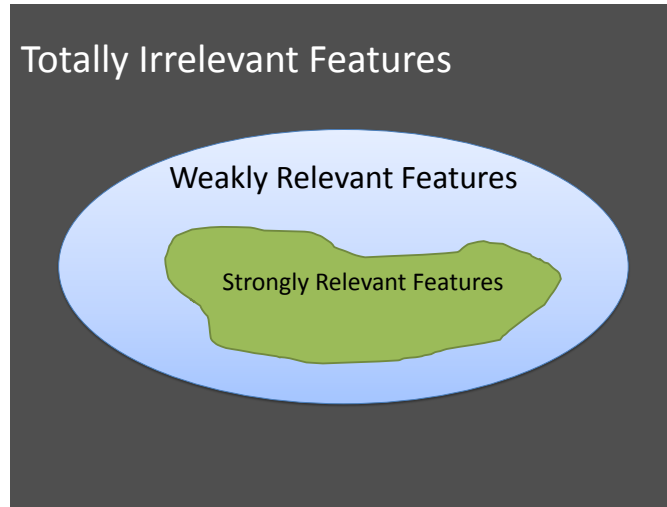 Totally Irrelevant Features
Weakly Relevant Features
Strongly Relevant Features